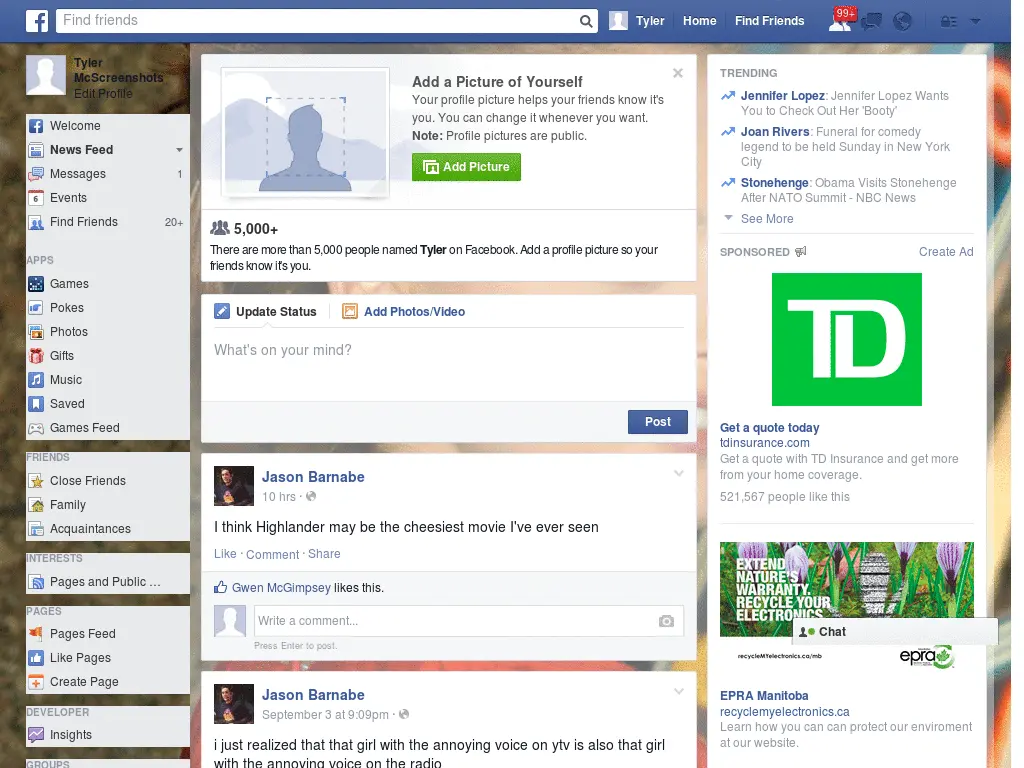 Find friends
Tyler
Home
Find Friends
99+
Tyler
McScreenshots
Edit Profile
Welcome
News Feed
Messages 1
6 Events
Find Friends 20+
APPS
Games
Pokes
Photos
Gifts
Music
Saved
Games Feed
FRIENDS
Close Friends
Family
Acquaintances
INTERESTS
Pages and Public ...
PAGES
Pages Feed
Like Pages
Create Page
DEVELOPER
Insights
GROUPS
Add a Picture of Yourself
Your profile picture helps your friends know it's
you. You can change it whenever you want.
Note: Profile pictures are public.
Add Picture
5,000+
There are more than 5,000 people named Tyler on Facebook. Add a profile picture so your
friends know it's you.
Update Status
Add Photos/Video
What's on your mind?
Post
Jason Barnabe
10 hrs ·
I think Highlander may be the cheesiest movie I've ever seen
Like · Comment · Share
Gwen McGimpsey likes this.
Write a comment...
Press Enter to post.
Jason Barnabe
September 3 at 9:09pm ·
i just realized that that girl with the annoying voice on ytv is also that girl
with the annoying voice on the radio
TRENDING
Jennifer Lopez: Jennifer Lopez Wants
You to Check Out Her 'Booty'
Joan Rivers: Funeral for comedy
legend to be held Sunday in New York
City
Stonehenge: Obama Visits Stonehenge
After NATO Summit - NBC News
See More
SPONSORED
Create Ad
TD
Get a quote today
tdinsurance.com
Get a quote with TD Insurance and get more
from your home coverage.
521,567 people like this
EXTEND
NATURE'S
WARRANTY.
RECYCLE YOUR
ELECTRONICS
Chat
recycleMYelectronics.ca/mb
epra
EPRA Manitoba
recyclemyelectronics.ca
Learn how you can can protect our enviroment
at our website.